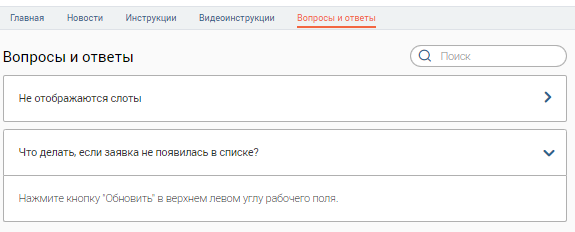 Главная Новости Инструкции Видеоинструкции Вопросы и ответы
Вопросы и ответы Поиск
Не отображаются слоты
Что делать, если заявка не появилась в списке?
Нажмите кнопку "Обновить" в верхнем левом углу рабочего поля.